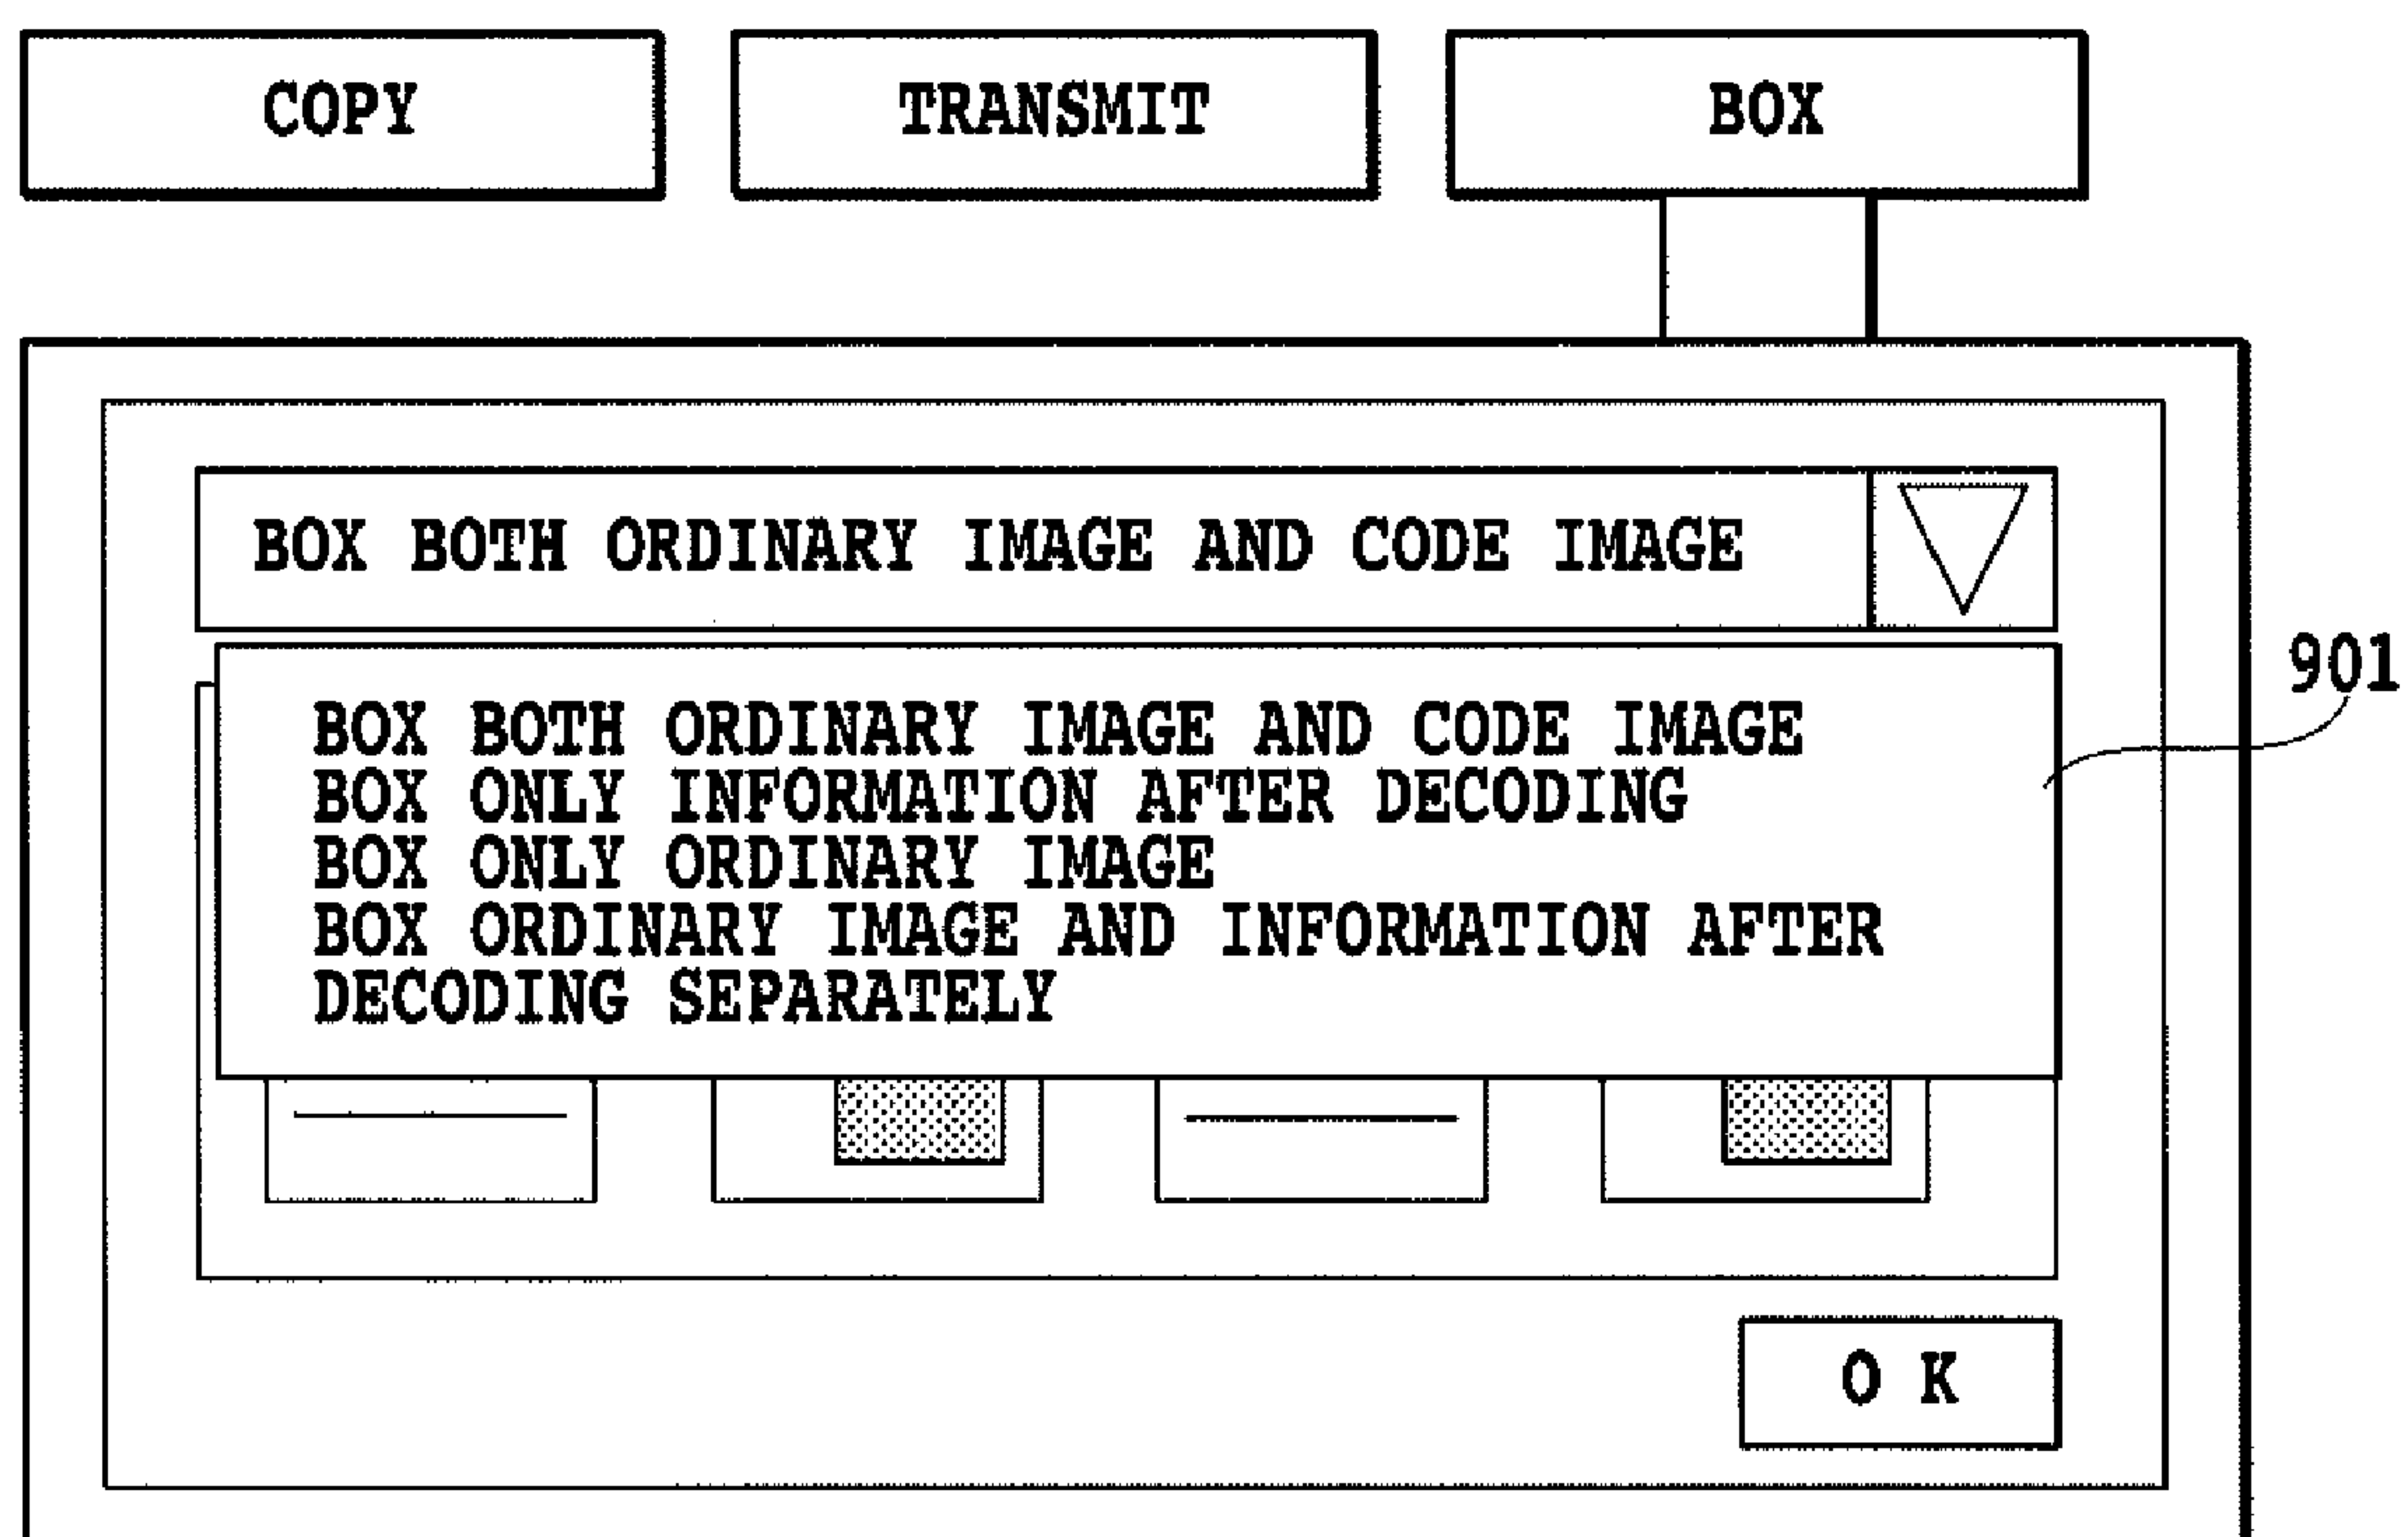 COPY
TRANSMIT
BOX
BOX BOTH ORDINARY IMAGE AND CODE IMAGE
901
BOX BOTH ORDINARY IMAGE AND CODE IMAGE
BOX ONLY INFORMATION AFTER DECODING
BOX ONLY ORDINARY IMAGE
BOX ORDINARY IMAGE AND INFORMATION AFTER
DECODING SEPARATELY
O K